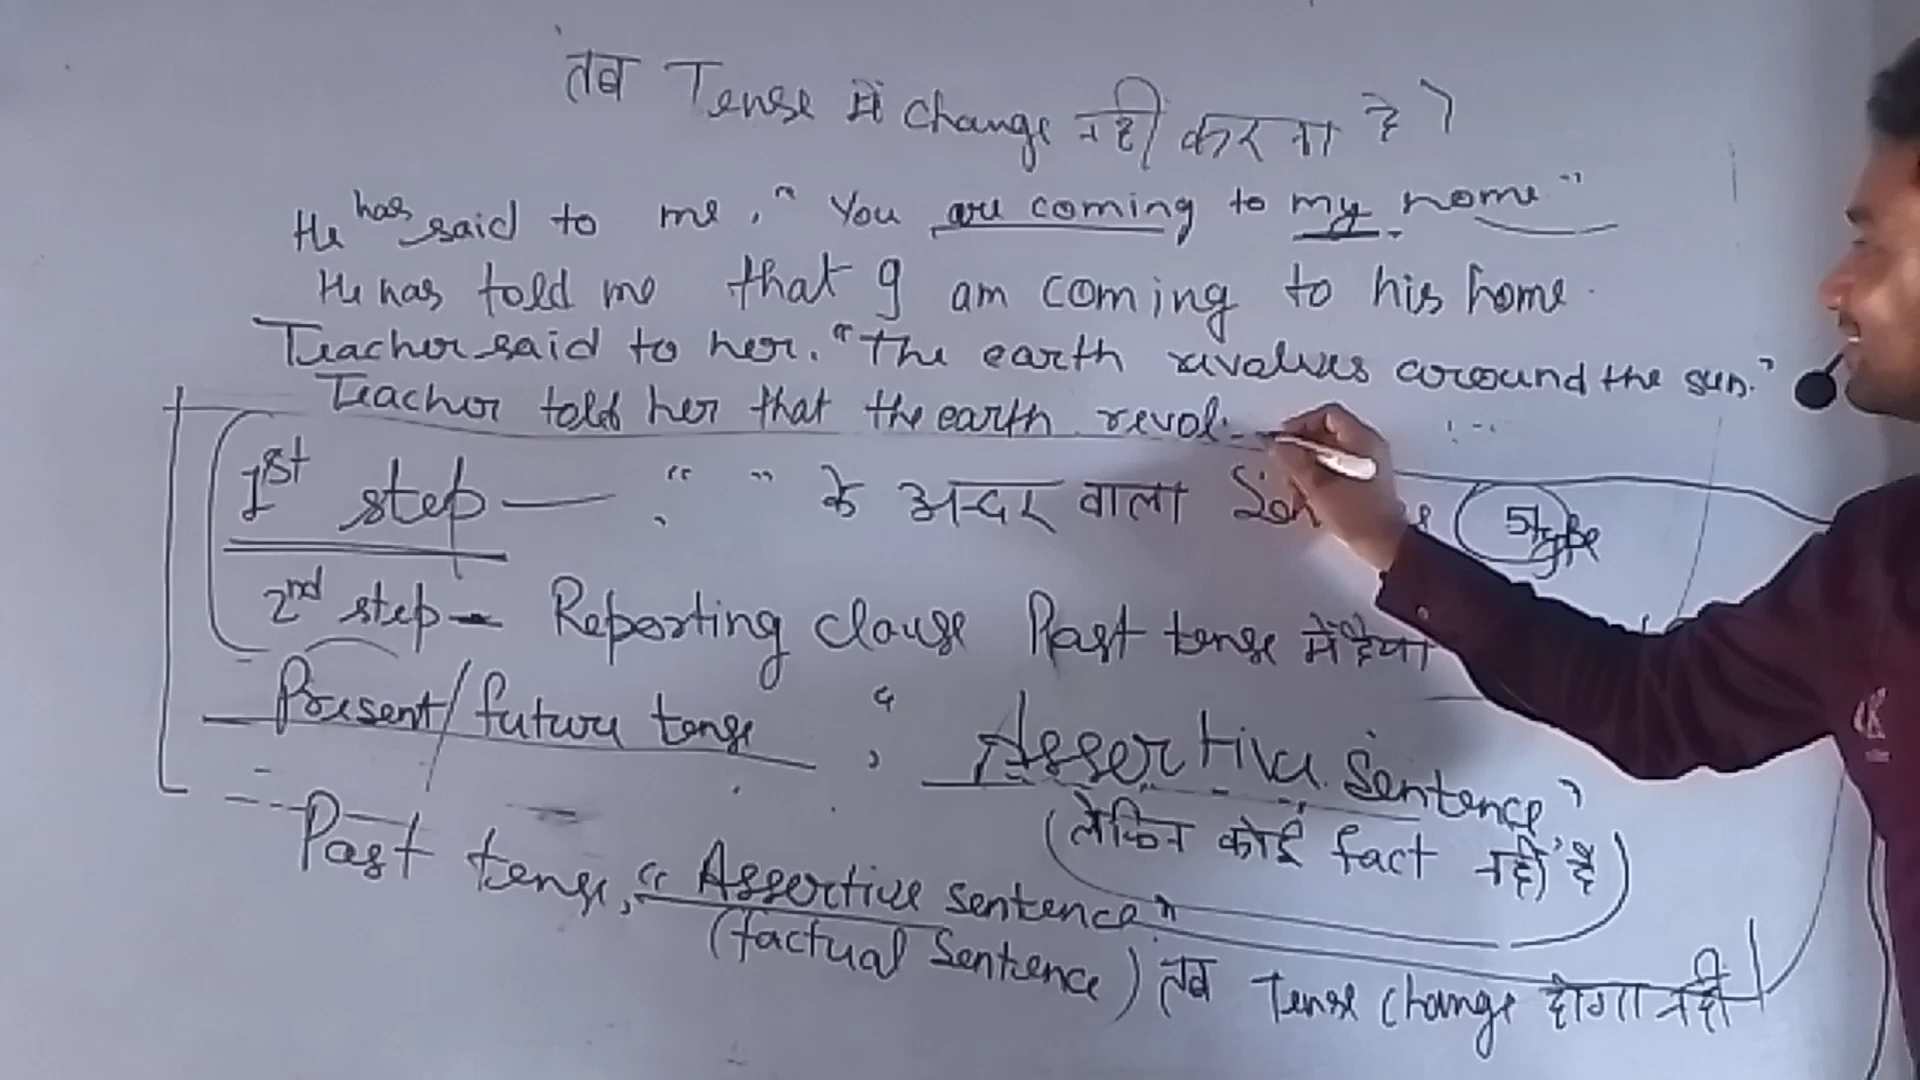 तब Tense में change नहीं करना है?
He has said to me, "You are coming to my home"
He has told me that I am coming to his home.
Teacher said to her. "The earth revolves around the sun."
Teacher told her that the earth revol
1st step — " " के अन्दर वाला Sen 5 type
2nd step - Reporting clause Past tense में
Present/future tense , "Assertive Sentence"
(लेकिन कोई fact नहीं है)
Past tense, "Assertive sentence"
(factual Sentence) तब Tense change होगा नहीं